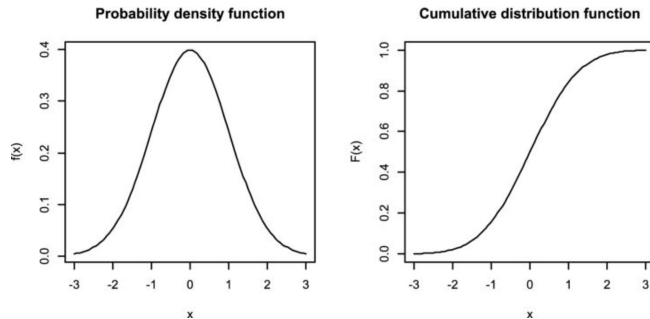 Probability density function
f(x)
0.4
0.3
0.2
0.1
0.0
-3 -2 -1 0 1 2 3
x
Cumulative distribution function
F(x)
1.0
0.8
0.6
0.4
0.2
0.0
-3 -2 -1 0 1 2 3
x